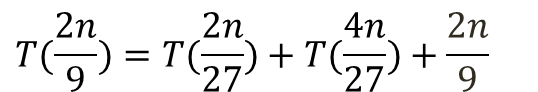 T(2n/9) = T(2n/27) + T(4n/27) + 2n/9